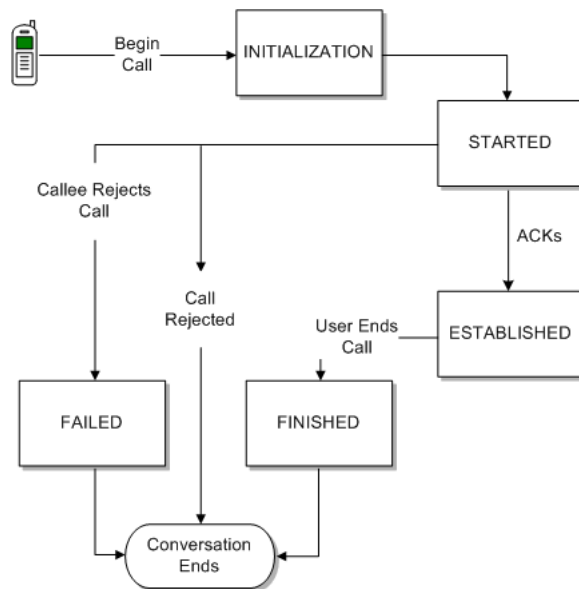 Begin
Call
INITIALIZATION
STARTED
Callee Rejects
Call
ACKs
Call
Rejected
User Ends
Call
ESTABLISHED
FAILED
FINISHED
Conversation
Ends